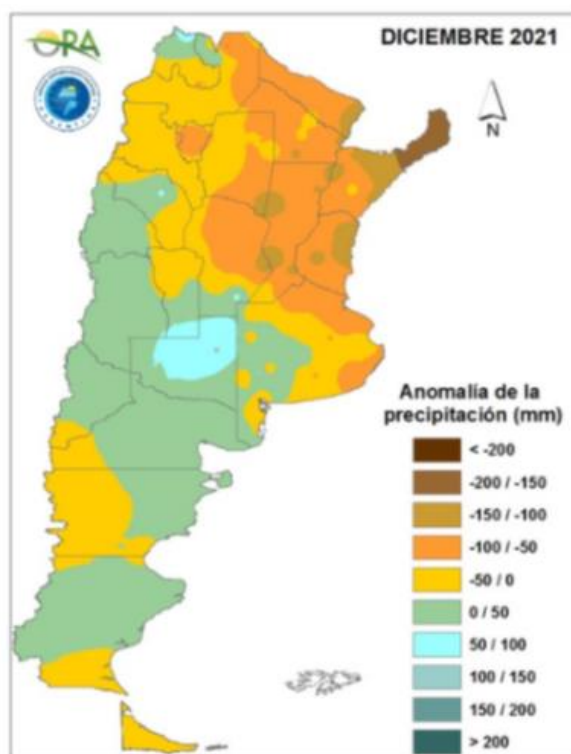 ORA
DICIEMBRE 2021
N
Anomalía de la
precipitación (mm)
< -200
-200 / -150
-150 / -100
-100 / -50
-50 / 0
0 / 50
50 / 100
100 / 150
150 / 200
> 200